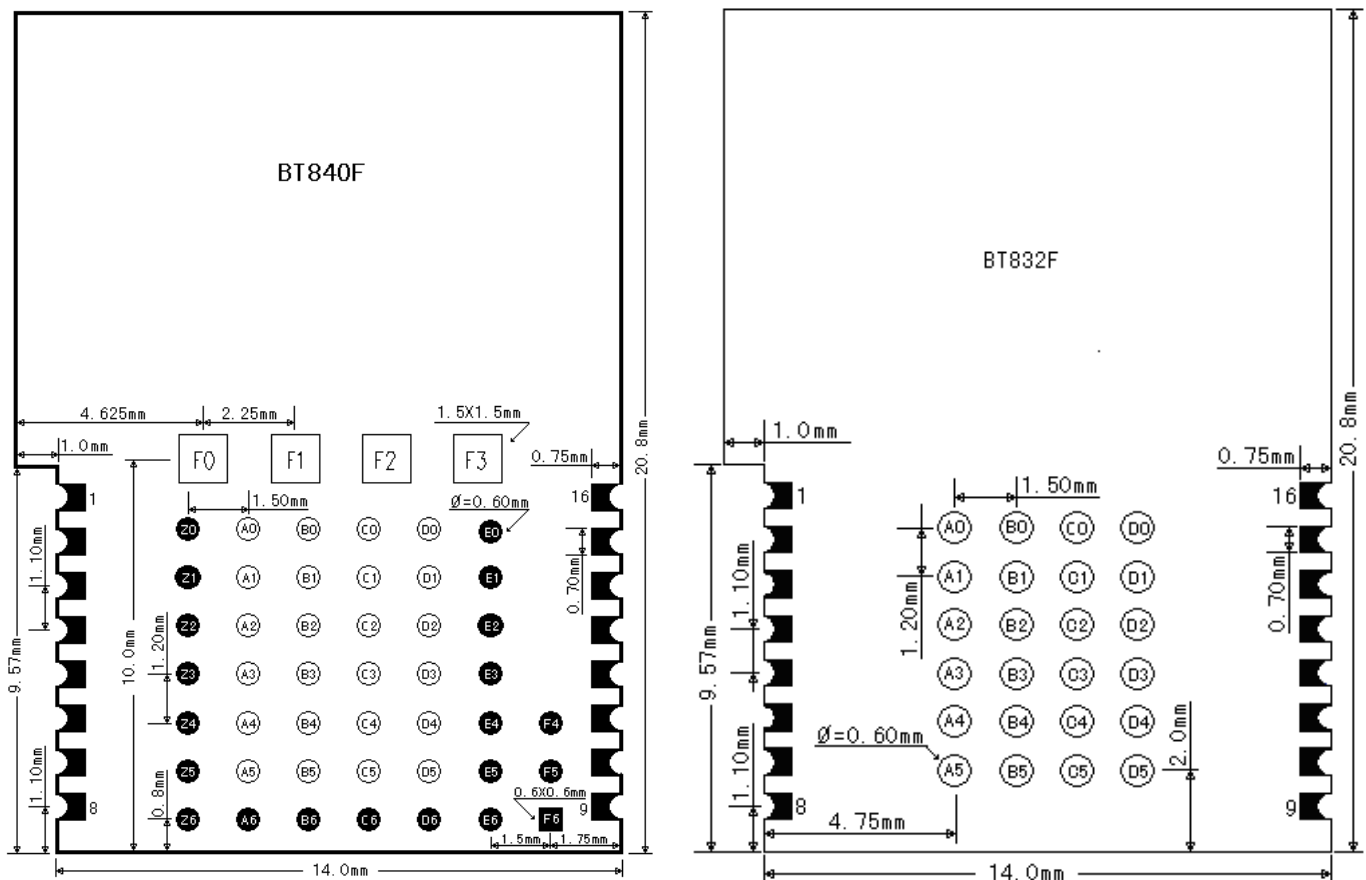 BT840F
4.625mm
2.25mm
1.5X1.5mm
1.0mm
F0 F1 F2 F3
0.75mm
20.8mm
1 16
1.50mm
Ø=0.60mm
Z0 A0 B0 C0 D0 E0
1.10mm
0.70mm
Z1 A1 B1 C1 D1 E1
Z2 A2 B2 C2 D2 E2
1.20mm
10.0mm
9.57mm
Z3 A3 B3 C3 D3 E3
Z4 A4 B4 C4 D4 E4 F4
Z5 A5 B5 C5 D5 E5 F5
1.10mm
0.8mm
0.6X0.6mm
8 9
Z6 A6 B6 C6 D6 E6 F6
1.5mm
1.75mm
14.0mm
BT832F
1.0mm
20.8mm
0.75mm
1 16
1.50mm
A0 B0 C0 D0
A1 B1 C1 D1
1.10mm
1.20mm
0.70mm
A2 B2 C2 D2
9.57mm
A3 B3 C3 D3
A4 B4 C4 D4
Ø=0.60mm
2.0mm
A5 B5 C5 D5
1.10mm
8 9
4.75mm
14.0mm